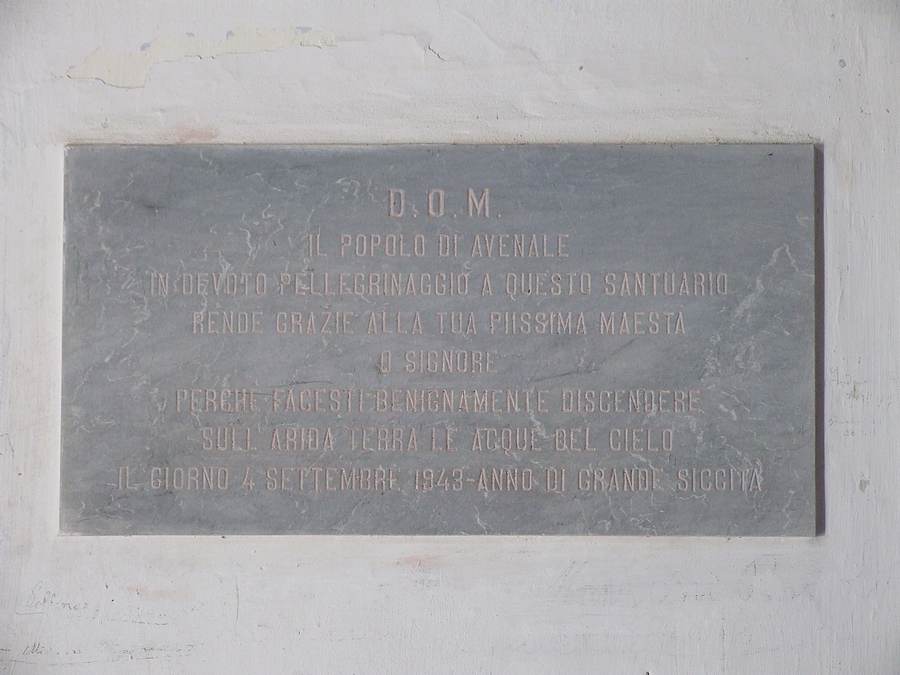 D.O.M.
IL POPOLO DI AVENALE
IN DEVOTO PELLEGRINAGGIO A QUESTO SANTUARIO
RENDE GRAZIE ALLA TUA PIISSIMA MAESTA
O SIGNORE
PERCHE FACESTI BENIGNAMENTE DISCENDERE
SULL ARIDA TERRA LE ACQUE DEL CIELO
IL GIORNO 4 SETTEMBRE 1943-ANNO DI GRANDE SICCITA